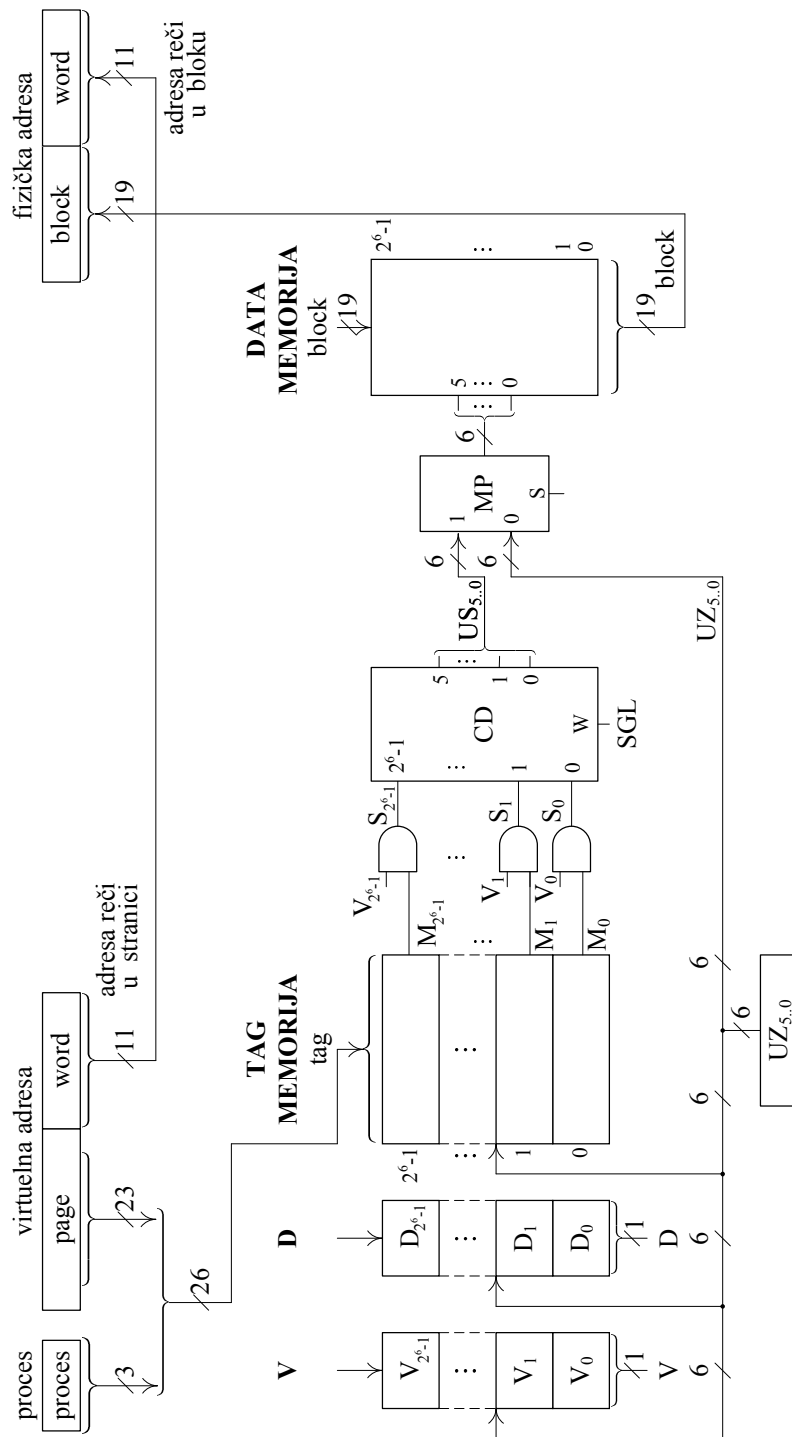 proces
proces
3
virtuelna adresa
page
word
23
11
26
adresa reči
u stranici
fizička adresa
block
word
19
11
adresa reči
u bloku
V
V2⁶-1
...
V1
V0
1
V
6
D
D2⁶-1
...
D1
D0
1
D
6
TAG
MEMORIJA
tag
2⁶-1
...
1
0
...
M2⁶-1
...
M1
M0
V2⁶-1
V1
V0
S2⁶-1
...
S1
S0
2⁶-1
...
1
0
CD
W
SGL
5
...
1
0
US5..0
6
6
1
0
MP
S
6
DATA
MEMORIJA
block
19
5
...
0
...
2⁶-1
...
1
0
19
block
6
6
6
UZ5..0
UZ5..0